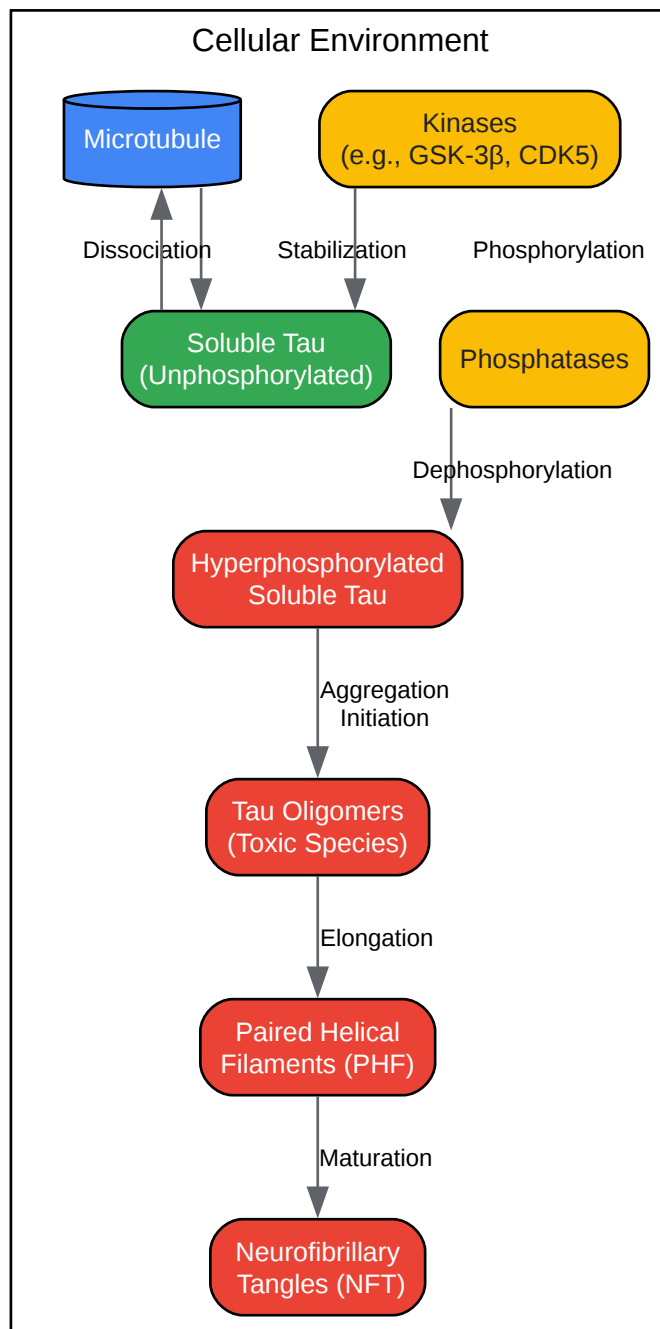 Cellular Environment
Microtubule
Kinases
(e.g., GSK-3β, CDK5)
Dissociation
Stabilization
Phosphorylation
Soluble Tau
(Unphosphorylated)
Phosphatases
Dephosphorylation
Hyperphosphorylated
Soluble Tau
Aggregation
Initiation
Tau Oligomers
(Toxic Species)
Elongation
Paired Helical
Filaments (PHF)
Maturation
Neurofibrillary
Tangles (NFT)